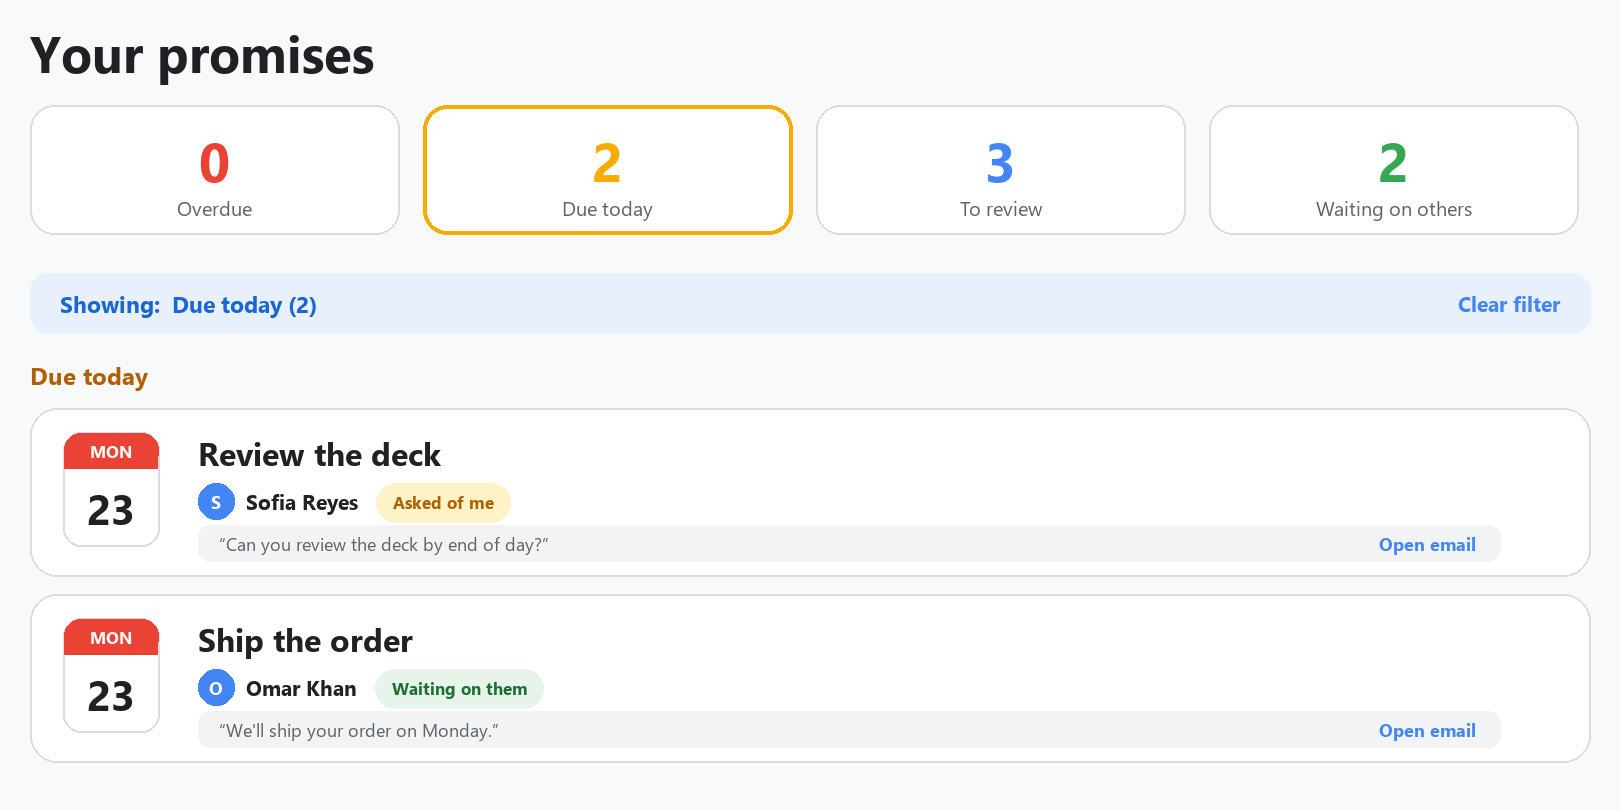 Your promises
0
Overdue
2
Due today
3
To review
2
Waiting on others
Showing: Due today (2)
Clear filter
Due today
MON
23
Review the deck
S Sofia Reyes Asked of me
“Can you review the deck by end of day?”
Open email
MON
23
Ship the order
O Omar Khan Waiting on them
“We'll ship your order on Monday.”
Open email